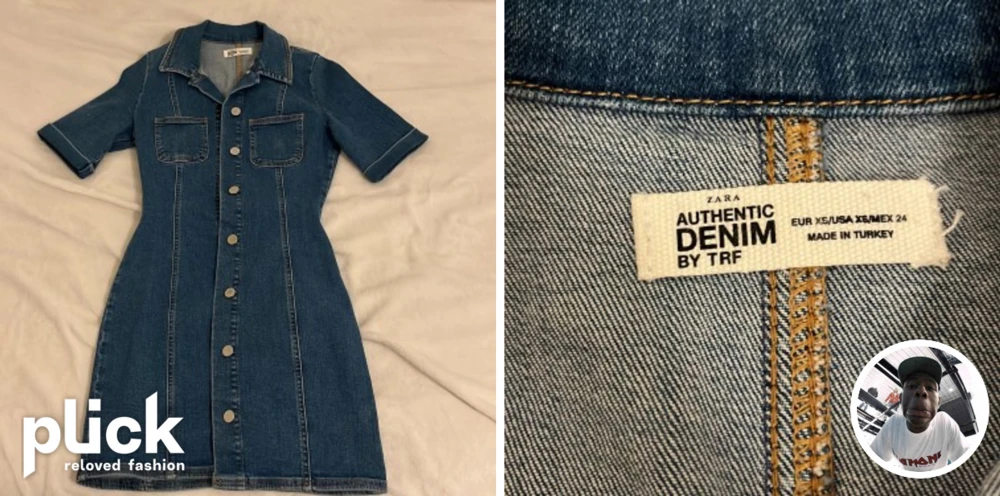 plick
reloved fashion
ZARA
AUTHENTIC
DENIM
BY TRF
EUR XS/USA XS/MEX 24
MADE IN TURKEY